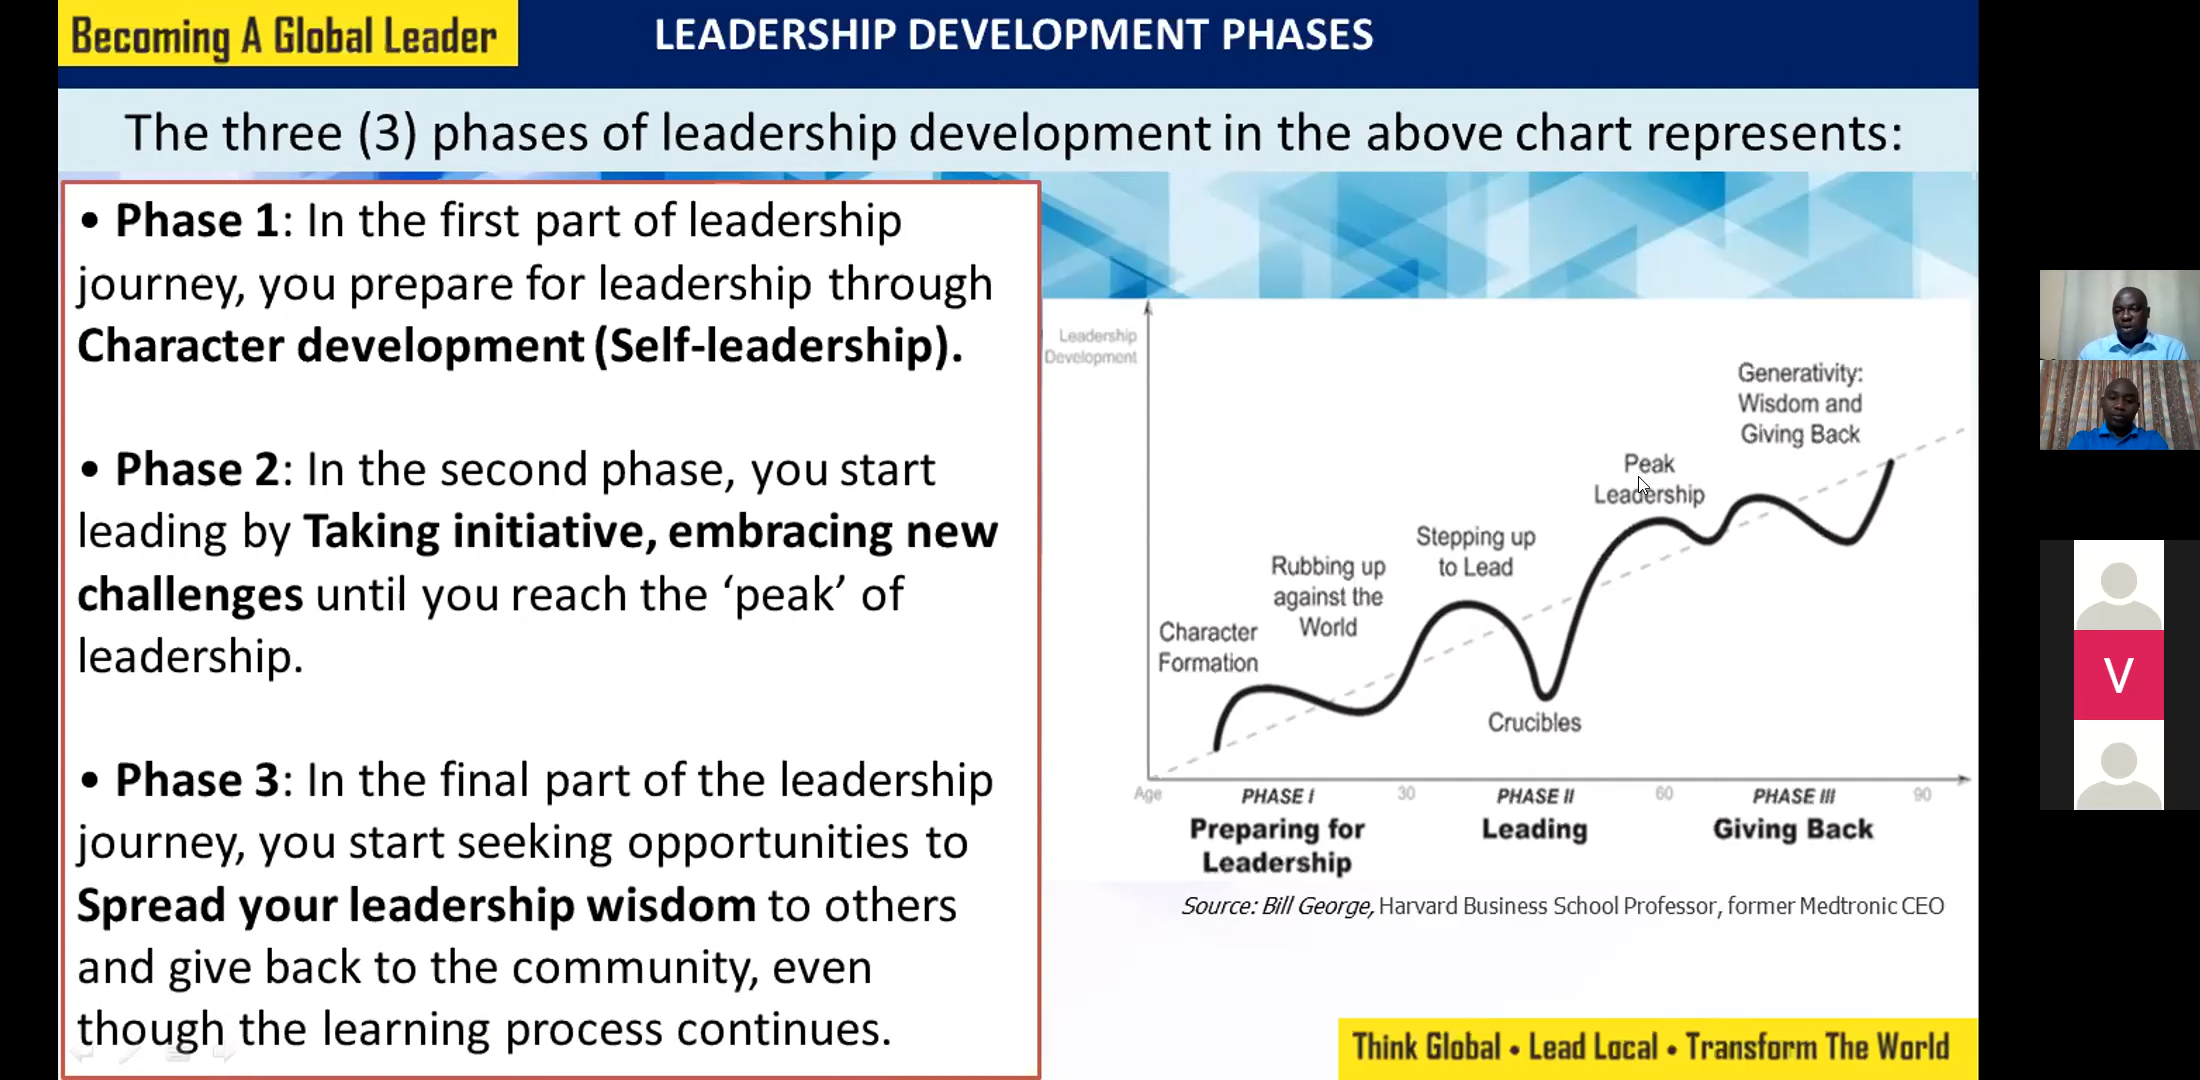 Becoming A Global Leader
LEADERSHIP DEVELOPMENT PHASES
The three (3) phases of leadership development in the above chart represents:
• Phase 1: In the first part of leadership
journey, you prepare for leadership through
Character development (Self-leadership).
• Phase 2: In the second phase, you start
leading by Taking initiative, embracing new
challenges until you reach the ‘peak’ of
leadership.
• Phase 3: In the final part of the leadership
journey, you start seeking opportunities to
Spread your leadership wisdom to others
and give back to the community, even
though the learning process continues.
Leadership
Development
Character
Formation
Rubbing up
against the
World
Stepping up
to Lead
Crucibles
Peak
Leadership
Generativity:
Wisdom and
Giving Back
Age
PHASE I
30
PHASE II
60
PHASE III
90
Preparing for
Leadership
Leading
Giving Back
Source: Bill George, Harvard Business School Professor, former Medtronic CEO
Think Global • Lead Local • Transform The World
V